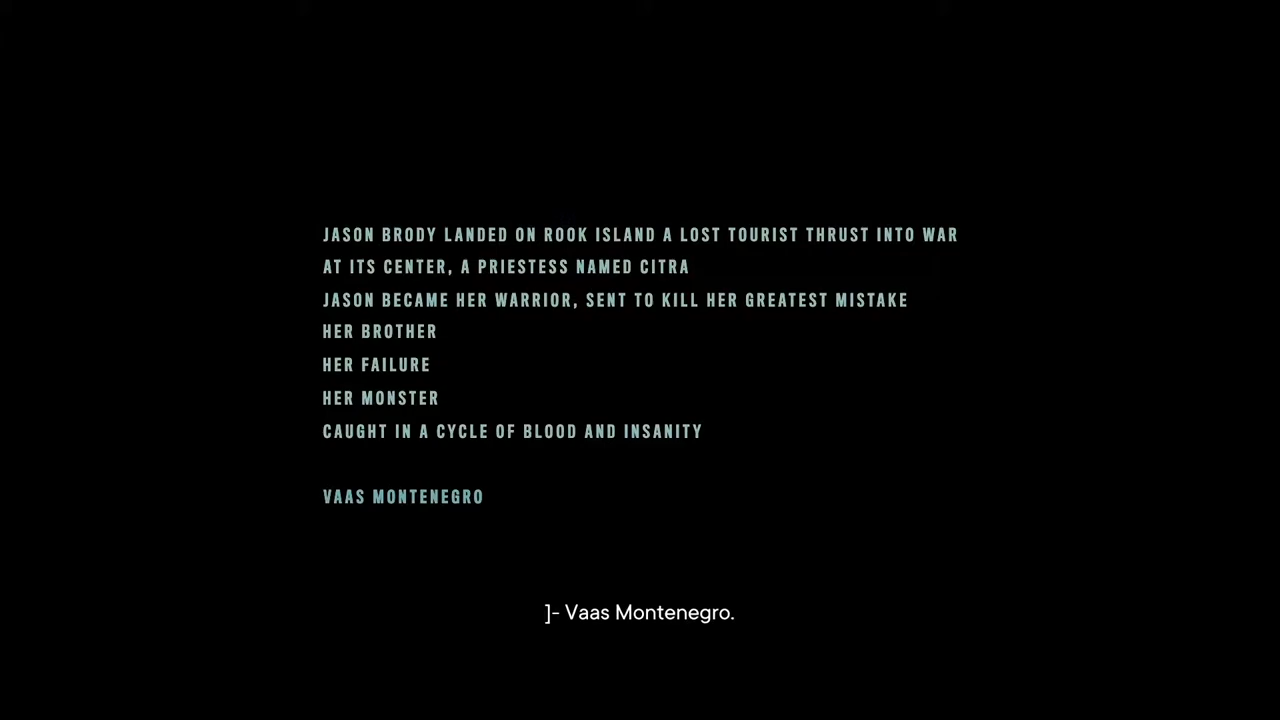 JASON BRODY LANDED ON ROOK ISLAND A LOST TOURIST THRUST INTO WAR
AT ITS CENTER, A PRIESTESS NAMED CITRA
JASON BECAME HER WARRIOR, SENT TO KILL HER GREATEST MISTAKE
HER BROTHER
HER FAILURE
HER MONSTER
CAUGHT IN A CYCLE OF BLOOD AND INSANITY
VAAS MONTENEGRO
]- Vaas Montenegro.